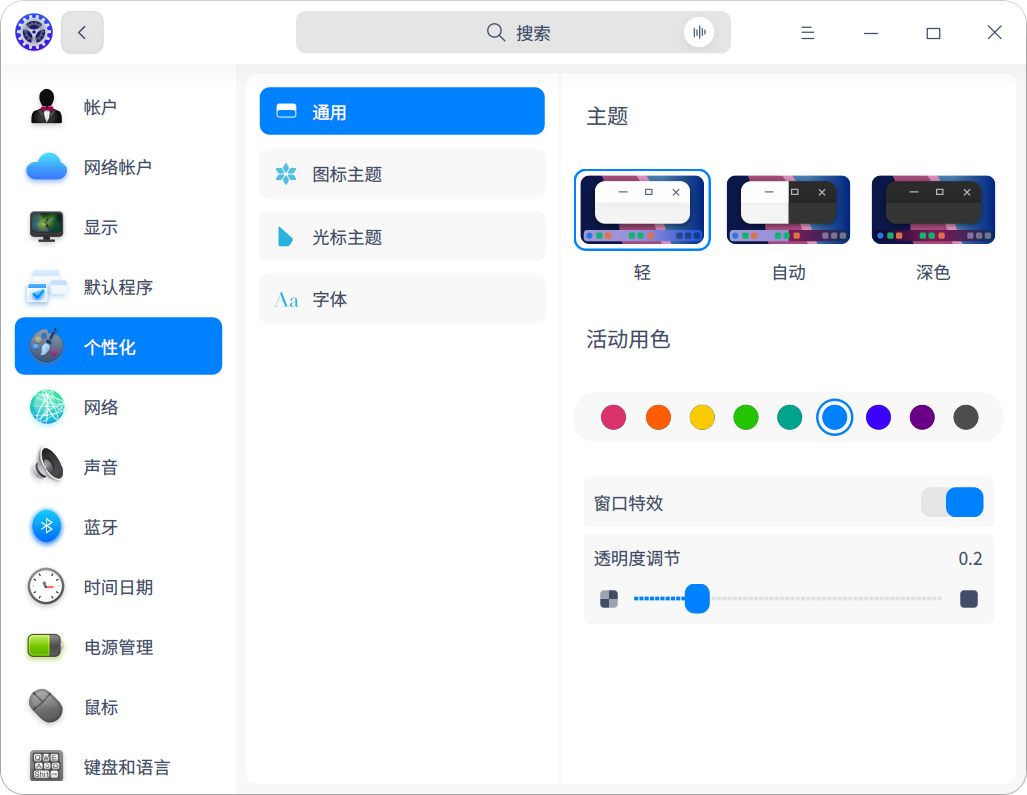 搜索
帐户
网络帐户
显示
默认程序
个性化
网络
声音
蓝牙
时间日期
电源管理
鼠标
键盘和语言
通用
图标主题
光标主题
Aa 字体
主题
轻 自动 深色
活动用色
窗口特效
透明度调节 0.2